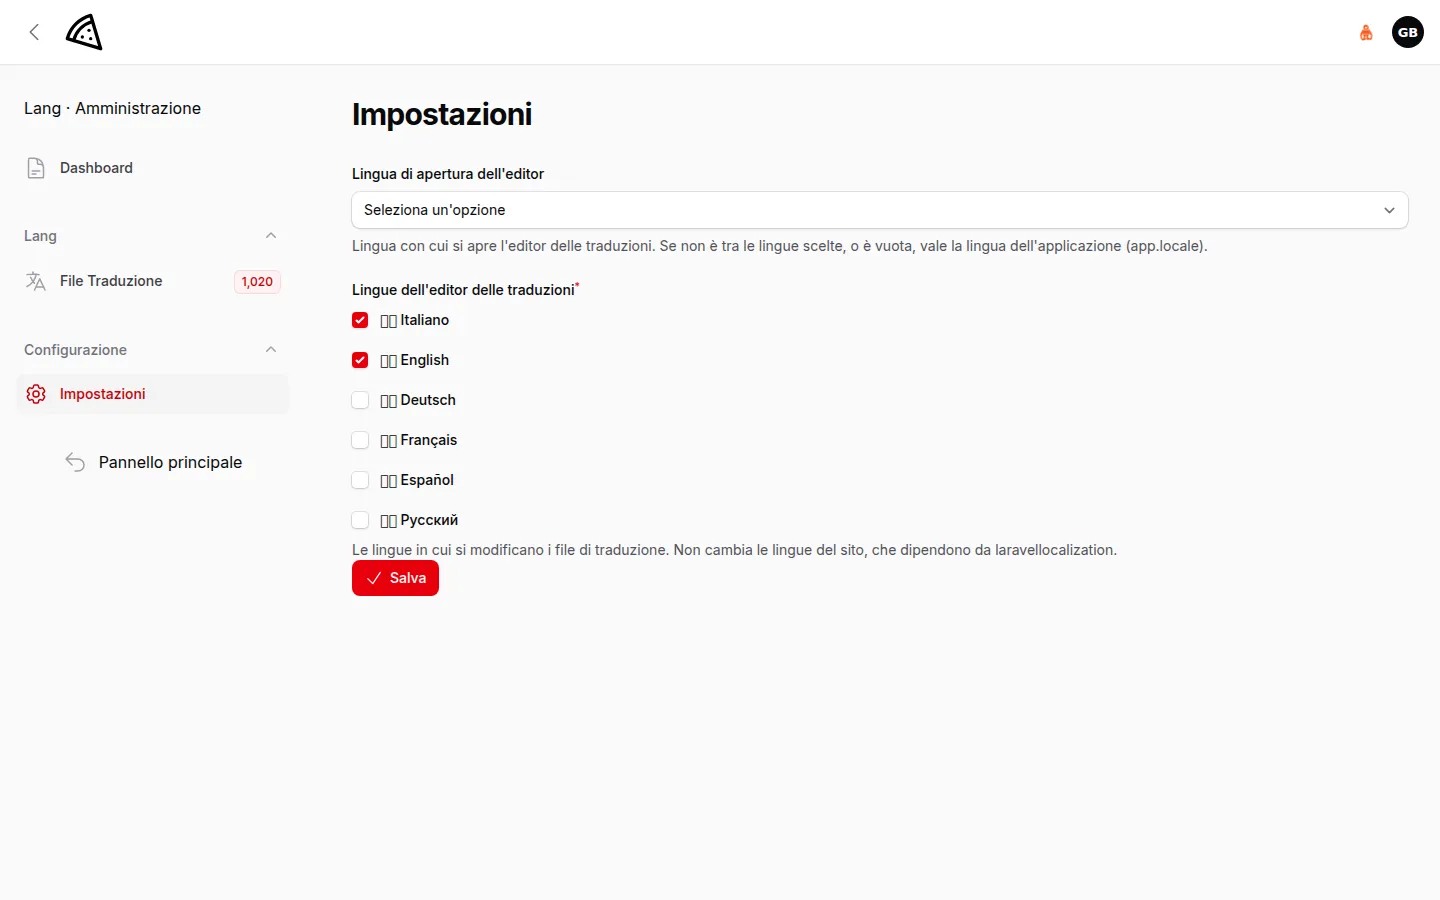 GB
Lang · Amministrazione
Dashboard
Lang
File Traduzione 1,020
Configurazione
Impostazioni
Pannello principale
Impostazioni
Lingua di apertura dell'editor
Seleziona un'opzione
Lingua con cui si apre l'editor delle traduzioni. Se non è tra le lingue scelte, o è vuota, vale la lingua dell'applicazione (app.locale).
Lingue dell'editor delle traduzioni*
Italiano
English
Deutsch
Français
Español
Русский
Le lingue in cui si modificano i file di traduzione. Non cambia le lingue del sito, che dipendono da laravellocalization.
Salva